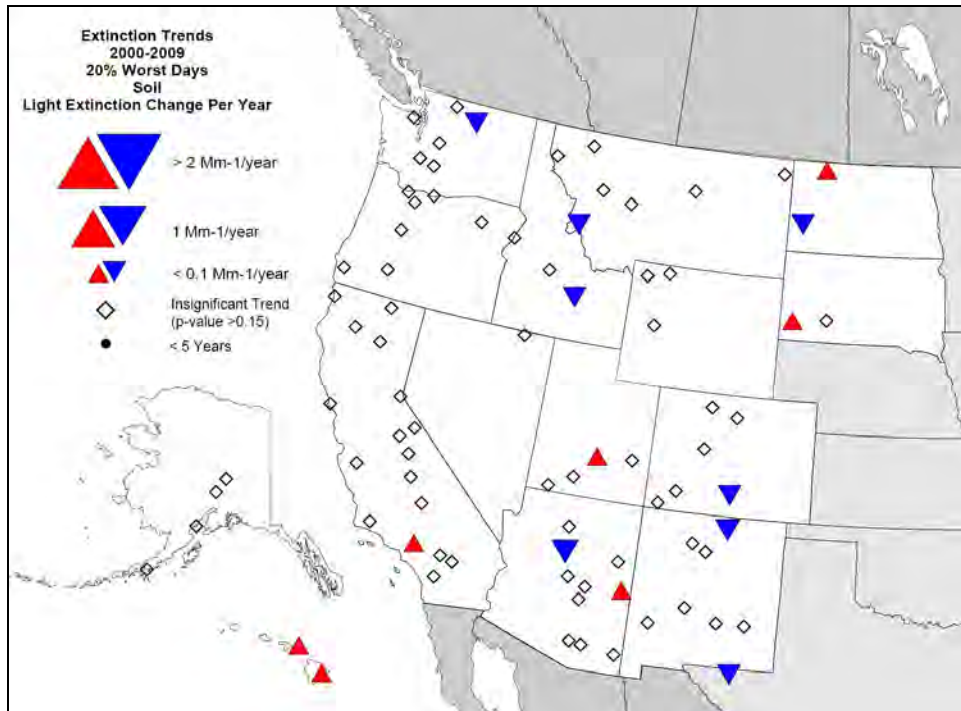 Extinction Trends
2000-2009
20% Worst Days
Soil
Light Extinction Change Per Year
> 2 Mm-1/year
1 Mm-1/year
< 0.1 Mm-1/year
Insignificant Trend
(p-value >0.15)
< 5 Years